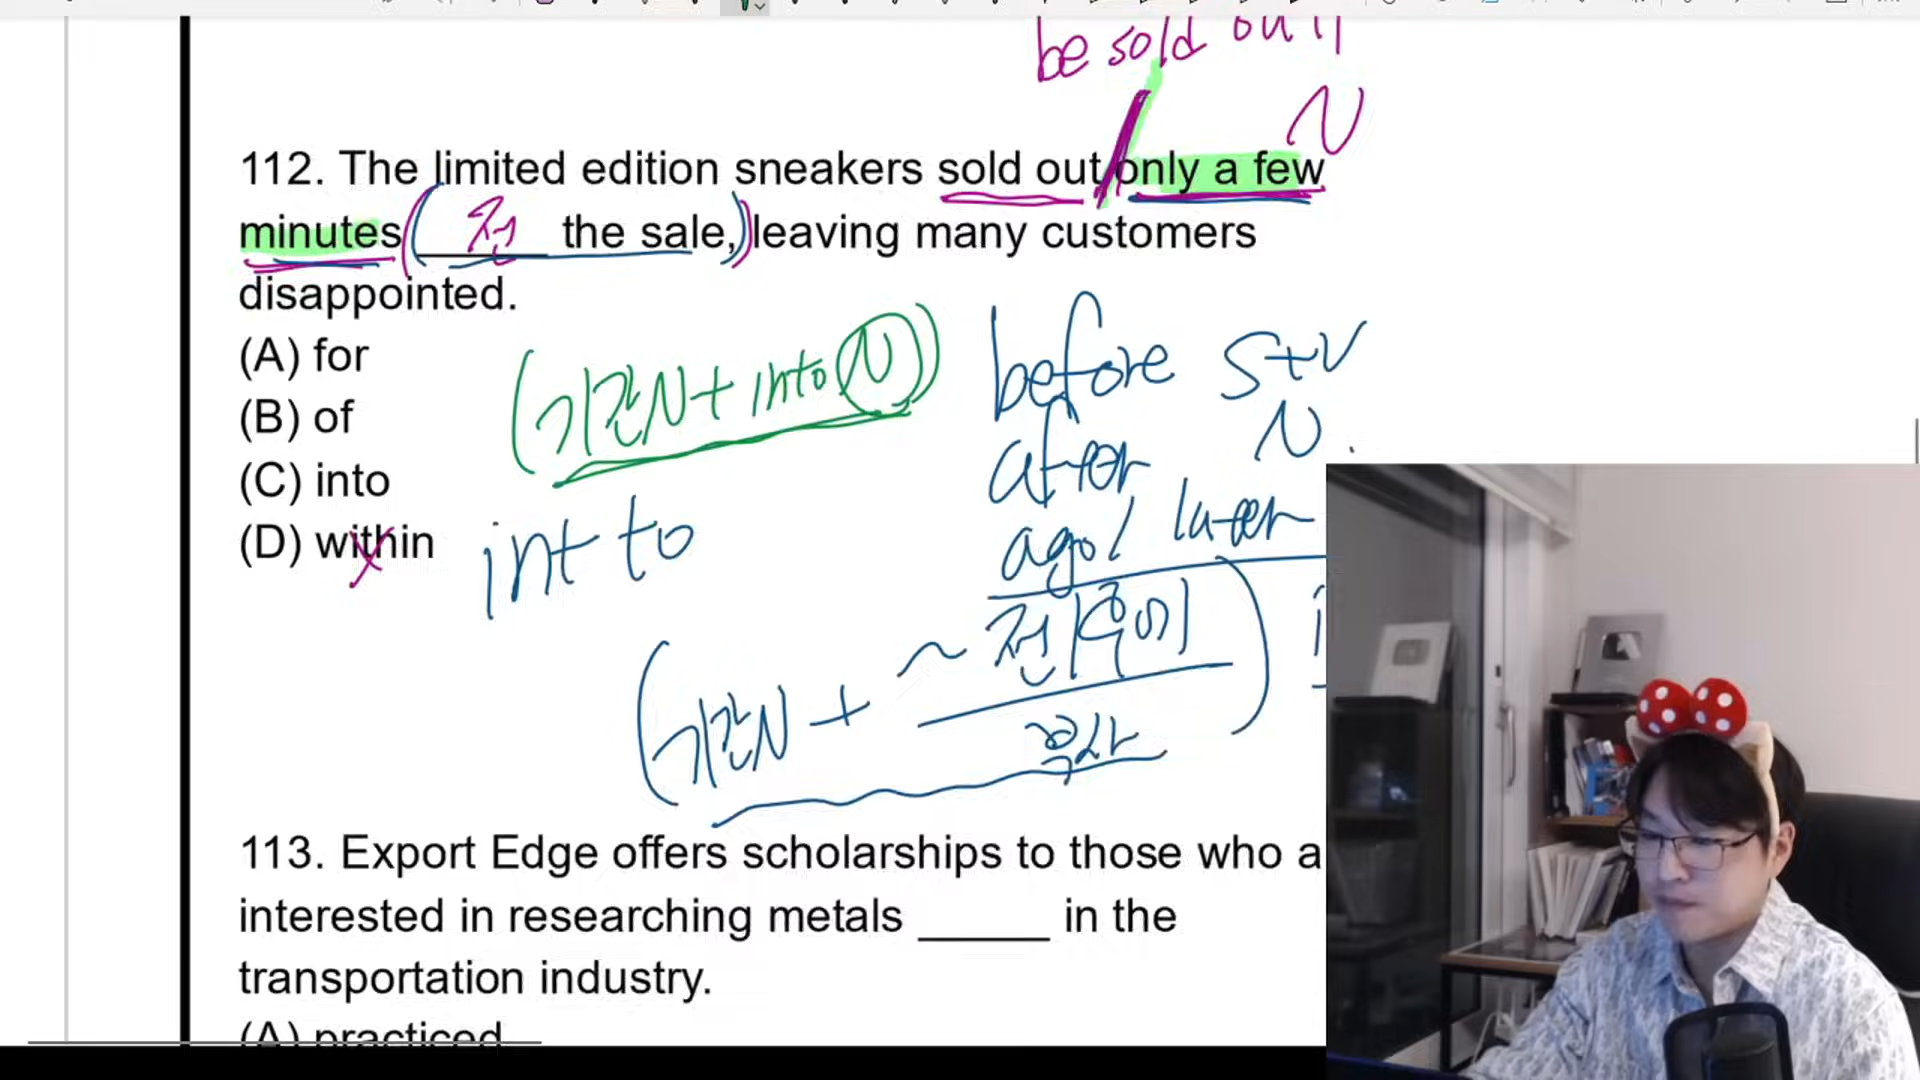 be sold out
N
112. The limited edition sneakers sold out only a few
minutes 전 the sale, leaving many customers
disappointed.
(A) for
(B) of
(C) into
(D) within
(기간N + into N)
before S+V
N
after
ago / later
int to
(기간N + ~ 전/후에)
부사
113. Export Edge offers scholarships to those who a
interested in researching metals ______ in the
transportation industry.
(A) practiced